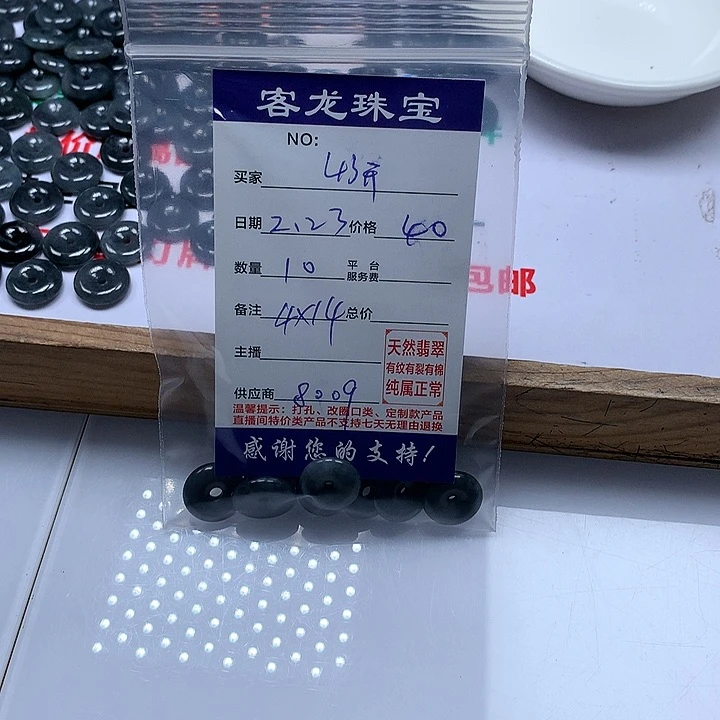 客龙珠宝
NO:
买家 43号
日期 2.23 价格 40
数量 10 平台服务费
备注 4X14 总价
主播
天然翡翠
有纹有裂有棉
纯属正常
供应商 8009
温馨提示：打孔、改圈口类、定制款产品
直播间特价类产品不支持七天无理由退换
感谢您的支持！
包邮